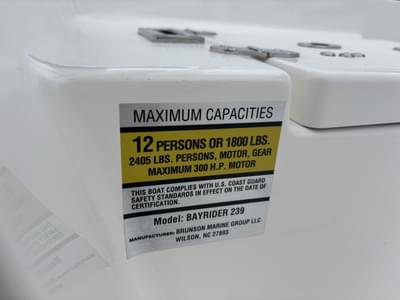 MAXIMUM CAPACITIES
12 PERSONS OR 1800 LBS.
2405 LBS. PERSONS, MOTOR, GEAR
MAXIMUM 300 H.P. MOTOR
THIS BOAT COMPLIES WITH U.S. COAST GUARD
SAFETY STANDARDS IN EFFECT ON THE DATE OF
CERTIFICATION.
Model: BAYRIDER 239
MANUFACTURER: BRUNSON MARINE GROUP LLC
WILSON, NC 27893